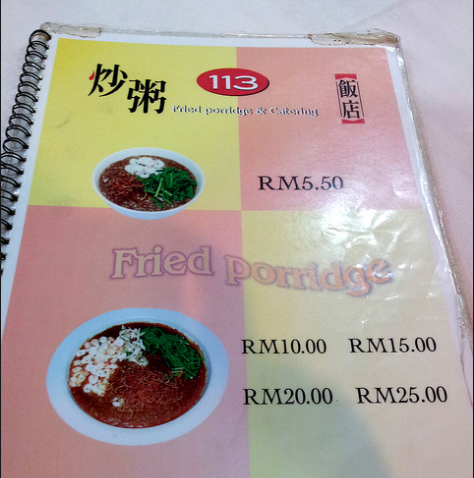 炒粥
113
飯店
Fried porridge & Catering
RM5.50
Fried porridge
RM10.00 RM15.00
RM20.00 RM25.00